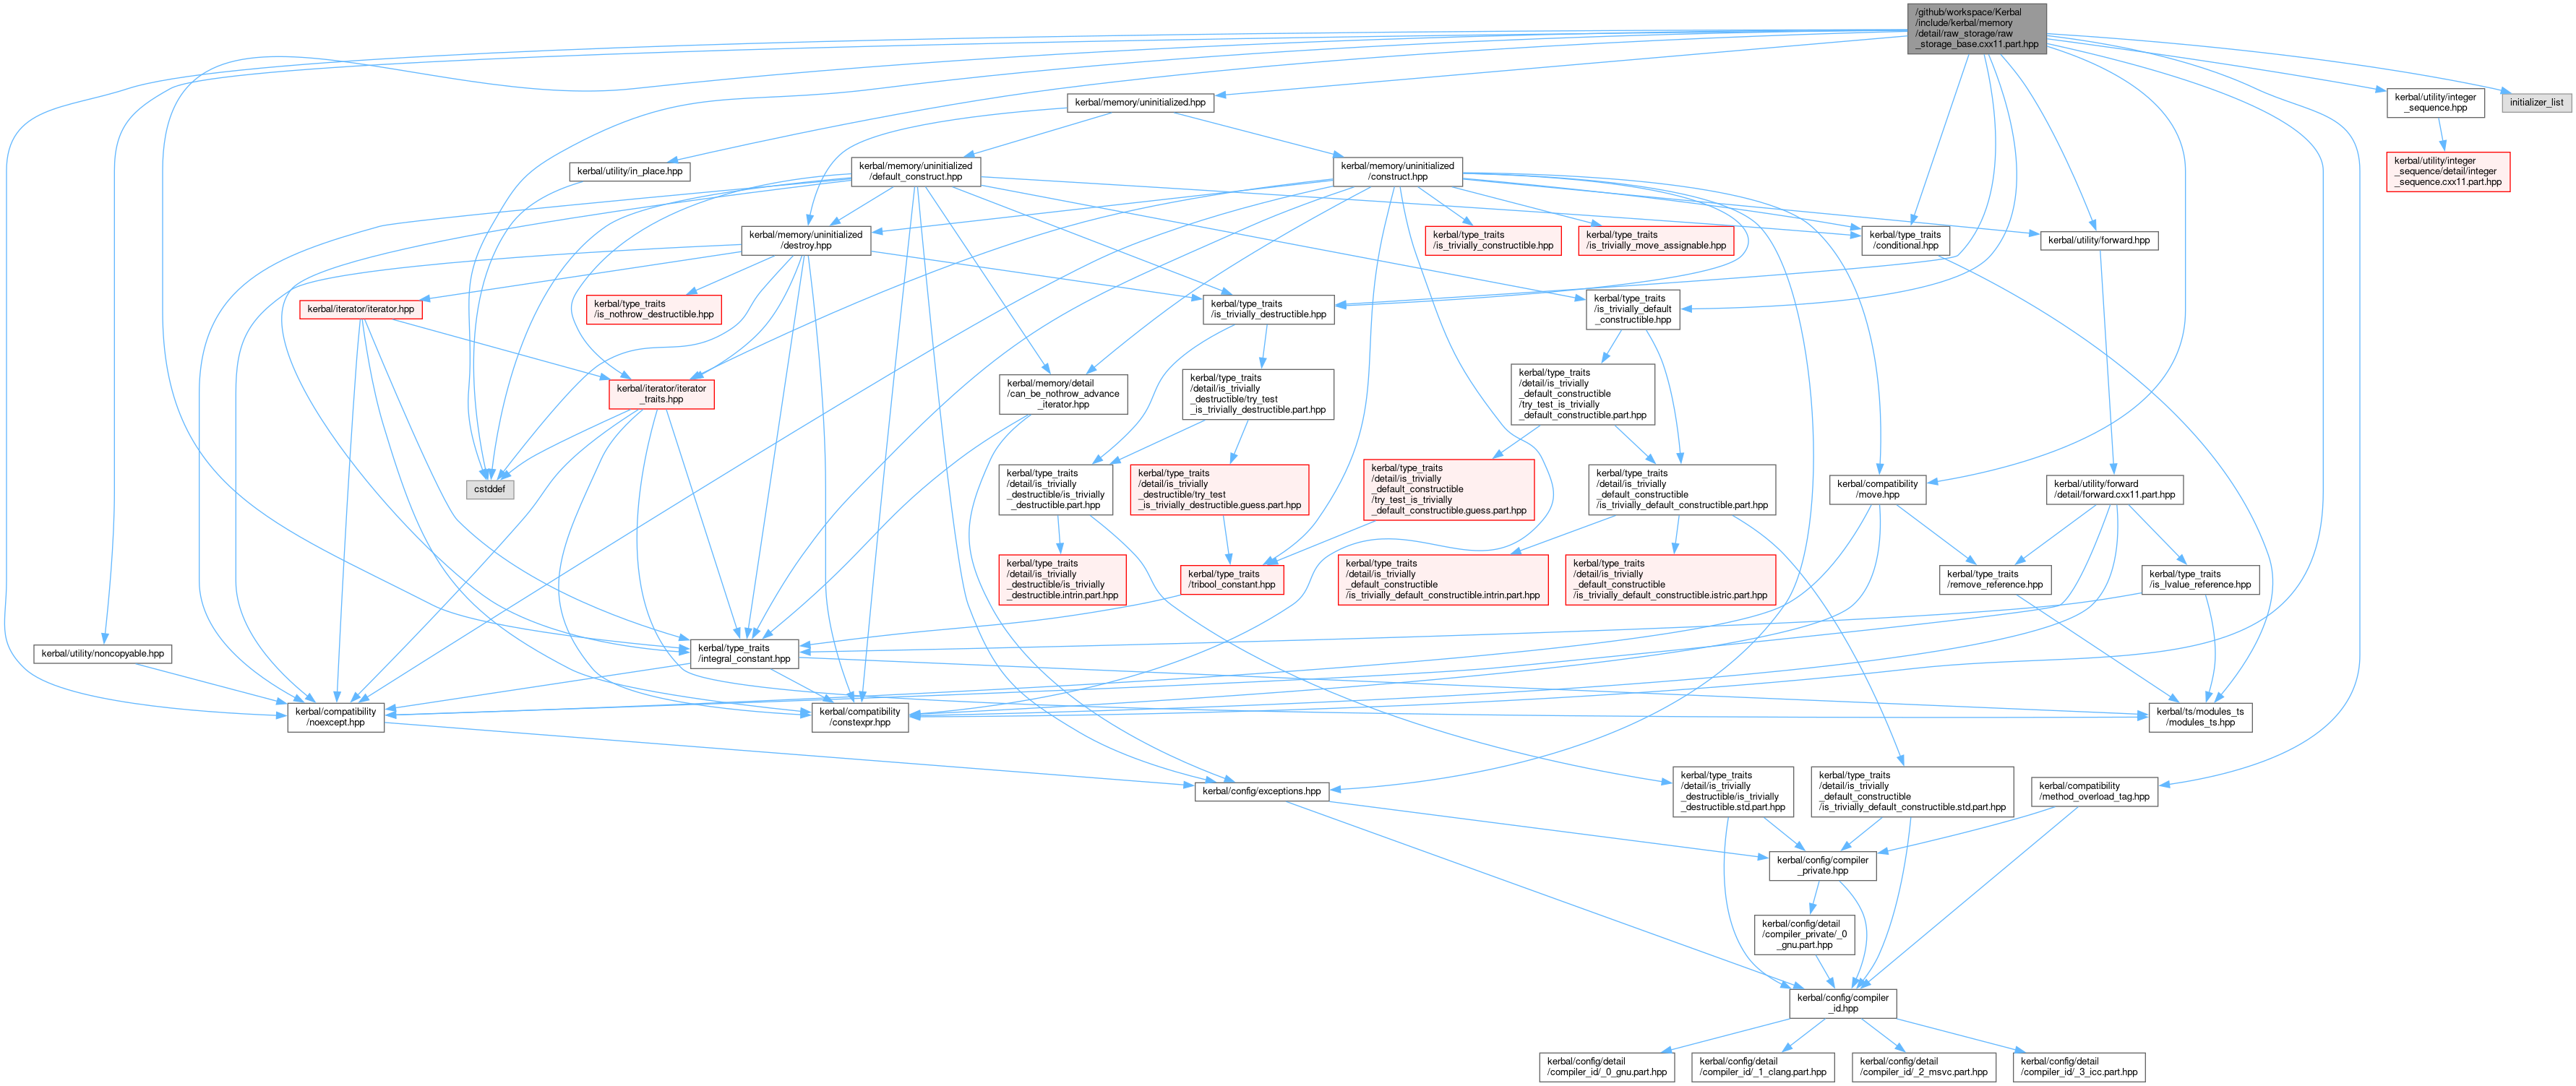 /github/workspace/Kerbal
/include/kerbal/memory
/detail/raw_storage/raw
_storage_base.cxx11.part.hpp
kerbal/memory/uninitialized.hpp
kerbal/utility/integer
_sequence.hpp
initializer_list
kerbal/utility/in_place.hpp
kerbal/memory/uninitialized
/default_construct.hpp
kerbal/memory/uninitialized
/construct.hpp
kerbal/utility/integer
_sequence/detail/integer
_sequence.cxx11.part.hpp
kerbal/memory/uninitialized
/destroy.hpp
kerbal/type_traits
/is_trivially_constructible.hpp
kerbal/type_traits
/is_trivially_move_assignable.hpp
kerbal/type_traits
/conditional.hpp
kerbal/utility/forward.hpp
kerbal/iterator/iterator.hpp
kerbal/type_traits
/is_nothrow_destructible.hpp
kerbal/type_traits
/is_trivially_destructible.hpp
kerbal/type_traits
/is_trivially_default
_constructible.hpp
kerbal/iterator/iterator
_traits.hpp
kerbal/memory/detail
/can_be_nothrow_advance
_iterator.hpp
kerbal/type_traits
/detail/is_trivially
_destructible/try_test
_is_trivially_destructible.part.hpp
kerbal/type_traits
/detail/is_trivially
_default_constructible
/try_test_is_trivially
_default_constructible.part.hpp
cstddef
kerbal/type_traits
/detail/is_trivially
_destructible/is_trivially
_destructible.part.hpp
kerbal/type_traits
/detail/is_trivially
_destructible/try_test
_is_trivially_destructible.guess.part.hpp
kerbal/type_traits
/detail/is_trivially
_default_constructible
/try_test_is_trivially
_default_constructible.guess.part.hpp
kerbal/type_traits
/detail/is_trivially
_default_constructible
/is_trivially_default_constructible.part.hpp
kerbal/compatibility
/move.hpp
kerbal/utility/forward
/detail/forward.cxx11.part.hpp
kerbal/type_traits
/detail/is_trivially
_destructible/is_trivially
_destructible.intrin.part.hpp
kerbal/type_traits
/tribool_constant.hpp
kerbal/type_traits
/detail/is_trivially
_default_constructible
/is_trivially_default_constructible.intrin.part.hpp
kerbal/type_traits
/detail/is_trivially
_default_constructible
/is_trivially_default_constructible.istric.part.hpp
kerbal/type_traits
/remove_reference.hpp
kerbal/type_traits
/is_lvalue_reference.hpp
kerbal/utility/noncopyable.hpp
kerbal/type_traits
/integral_constant.hpp
kerbal/compatibility
/noexcept.hpp
kerbal/compatibility
/constexpr.hpp
kerbal/ts/modules_ts
/modules_ts.hpp
kerbal/config/exceptions.hpp
kerbal/type_traits
/detail/is_trivially
_destructible/is_trivially
_destructible.std.part.hpp
kerbal/type_traits
/detail/is_trivially
_default_constructible
/is_trivially_default_constructible.std.part.hpp
kerbal/compatibility
/method_overload_tag.hpp
kerbal/config/compiler
_private.hpp
kerbal/config/detail
/compiler_private/_0
_gnu.part.hpp
kerbal/config/compiler
_id.hpp
kerbal/config/detail
/compiler_id/_0_gnu.part.hpp
kerbal/config/detail
/compiler_id/_1_clang.part.hpp
kerbal/config/detail
/compiler_id/_2_msvc.part.hpp
kerbal/config/detail
/compiler_id/_3_icc.part.hpp